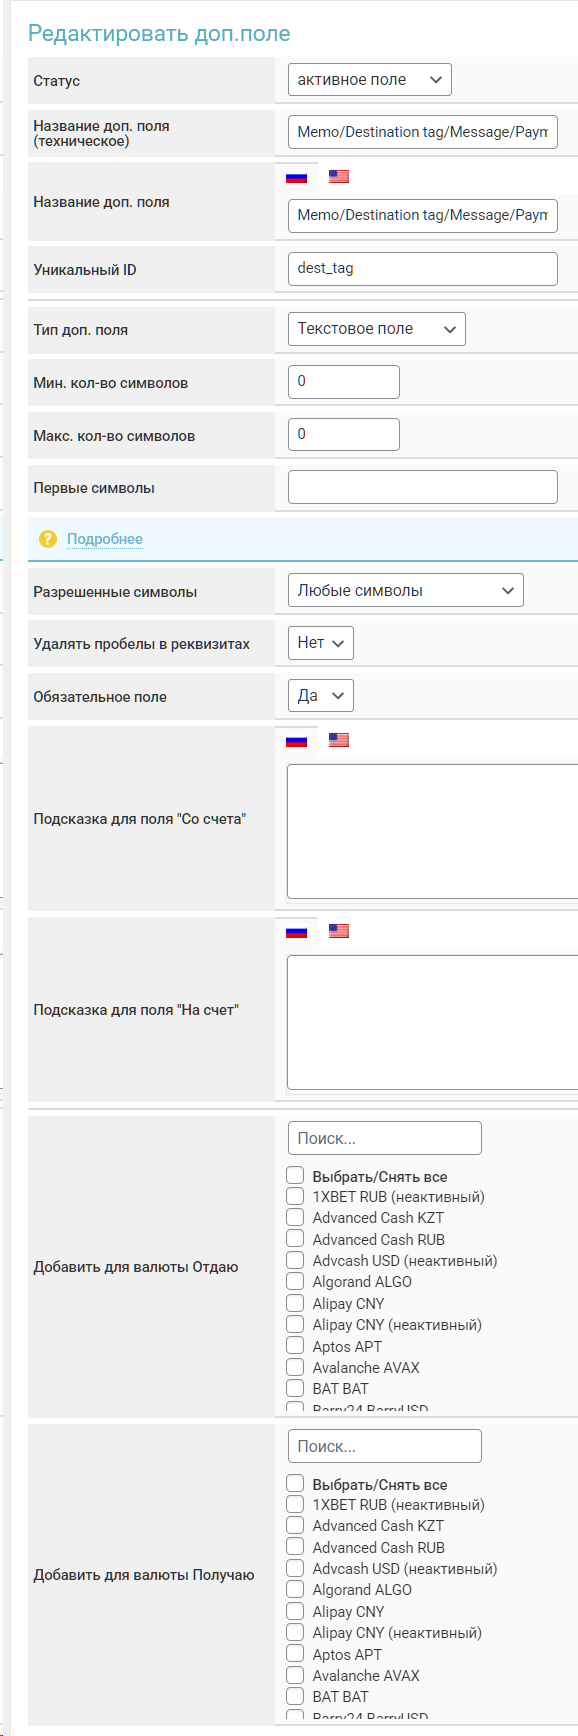 Редактировать доп.поле
Статус
активное поле
Название доп. поля
(техническое)
Memo/Destination tag/Message/Paym
Название доп. поля
Memo/Destination tag/Message/Paym
Уникальный ID
dest_tag
Тип доп. поля
Текстовое поле
Мин. кол-во символов
0
Макс. кол-во символов
0
Первые символы
? Подробнее
Разрешенные символы
Любые символы
Удалять пробелы в реквизитах
Нет
Обязательное поле
Да
Подсказка для поля "Со счета"
Подсказка для поля "На счет"
Добавить для валюты Отдаю
Поиск...
Выбрать/Снять все
1XBET RUB (неактивный)
Advanced Cash KZT
Advanced Cash RUB
Advcash USD (неактивный)
Algorand ALGO
Alipay CNY
Alipay CNY (неактивный)
Aptos APT
Avalanche AVAX
BAT BAT
Barry24 BarryUSD
Добавить для валюты Получаю
Поиск...
Выбрать/Снять все
1XBET RUB (неактивный)
Advanced Cash KZT
Advanced Cash RUB
Advcash USD (неактивный)
Algorand ALGO
Alipay CNY
Alipay CNY (неактивный)
Aptos APT
Avalanche AVAX
BAT BAT
Barry24 BarryUSD